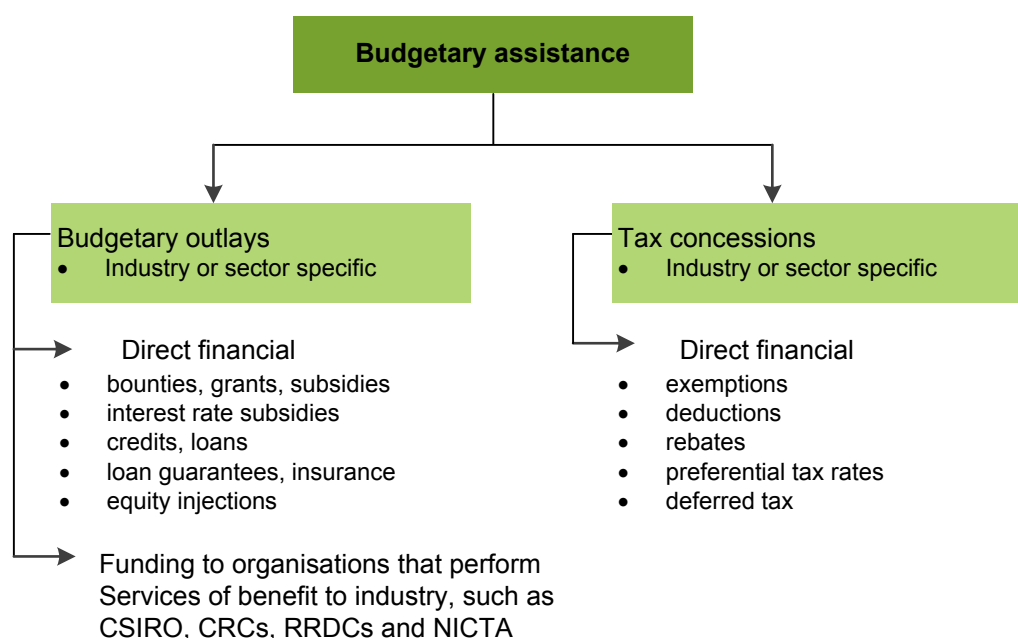 Budgetary assistance
Budgetary outlays
• Industry or sector specific
Direct financial
• bounties, grants, subsidies
• interest rate subsidies
• credits, loans
• loan guarantees, insurance
• equity injections
Funding to organisations that perform
Services of benefit to industry, such as
CSIRO, CRCs, RRDCs and NICTA
Tax concessions
• Industry or sector specific
Direct financial
• exemptions
• deductions
• rebates
• preferential tax rates
• deferred tax